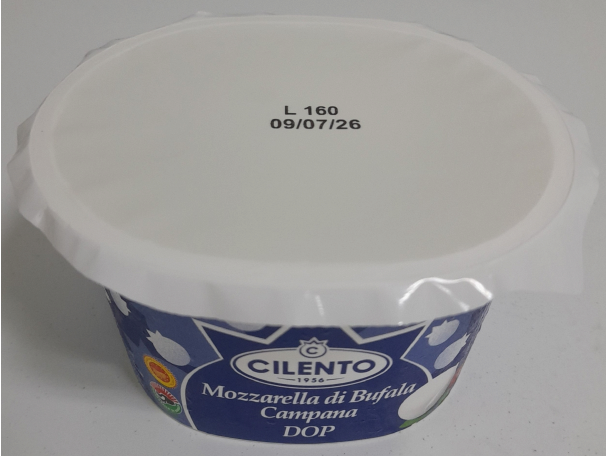 L 160
09/07/26
C
CILENTO
1956
Mozzarella di Bufala
Campana
DOP